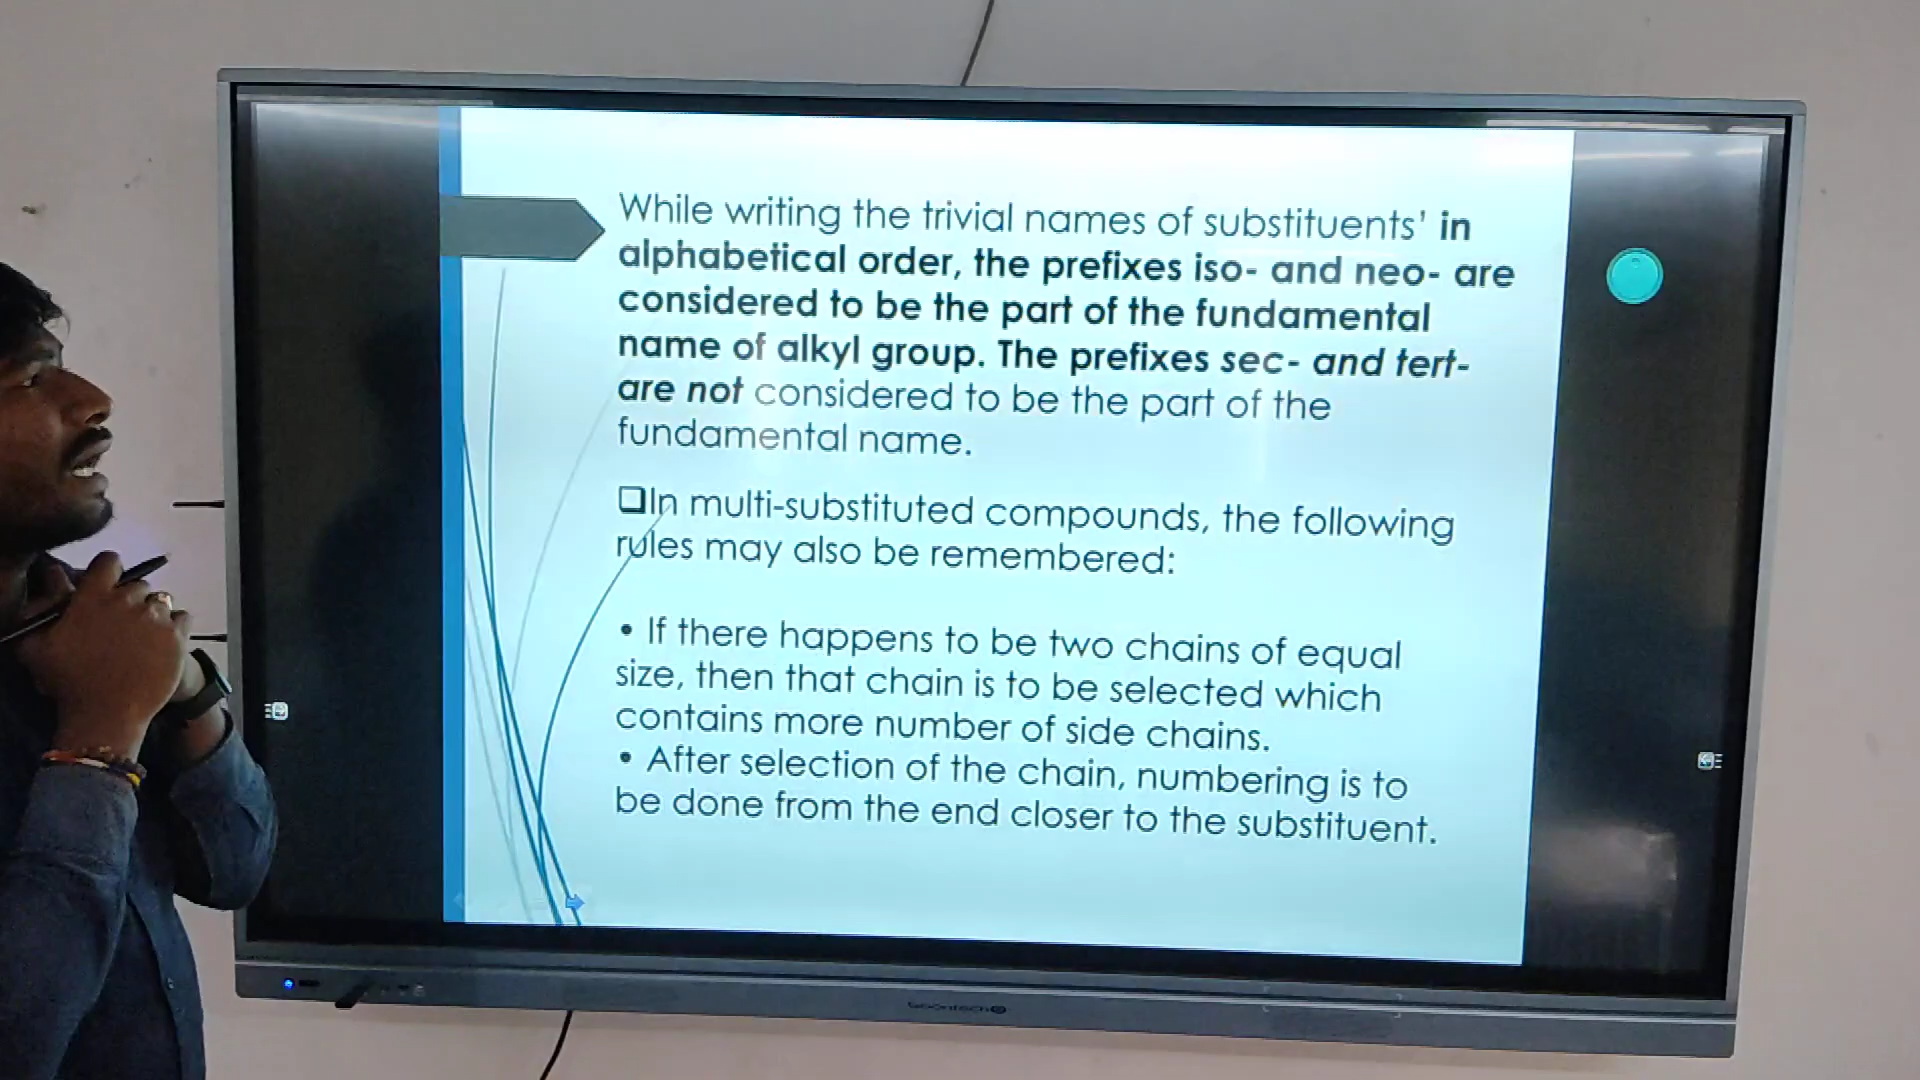 While writing the trivial names of substituents' in
alphabetical order, the prefixes iso- and neo- are
considered to be the part of the fundamental
name of alkyl group. The prefixes sec- and tert-
are not considered to be the part of the
fundamental name.
❑In multi-substituted compounds, the following
rules may also be remembered:
• If there happens to be two chains of equal
size, then that chain is to be selected which
contains more number of side chains.
• After selection of the chain, numbering is to
be done from the end closer to the substituent.